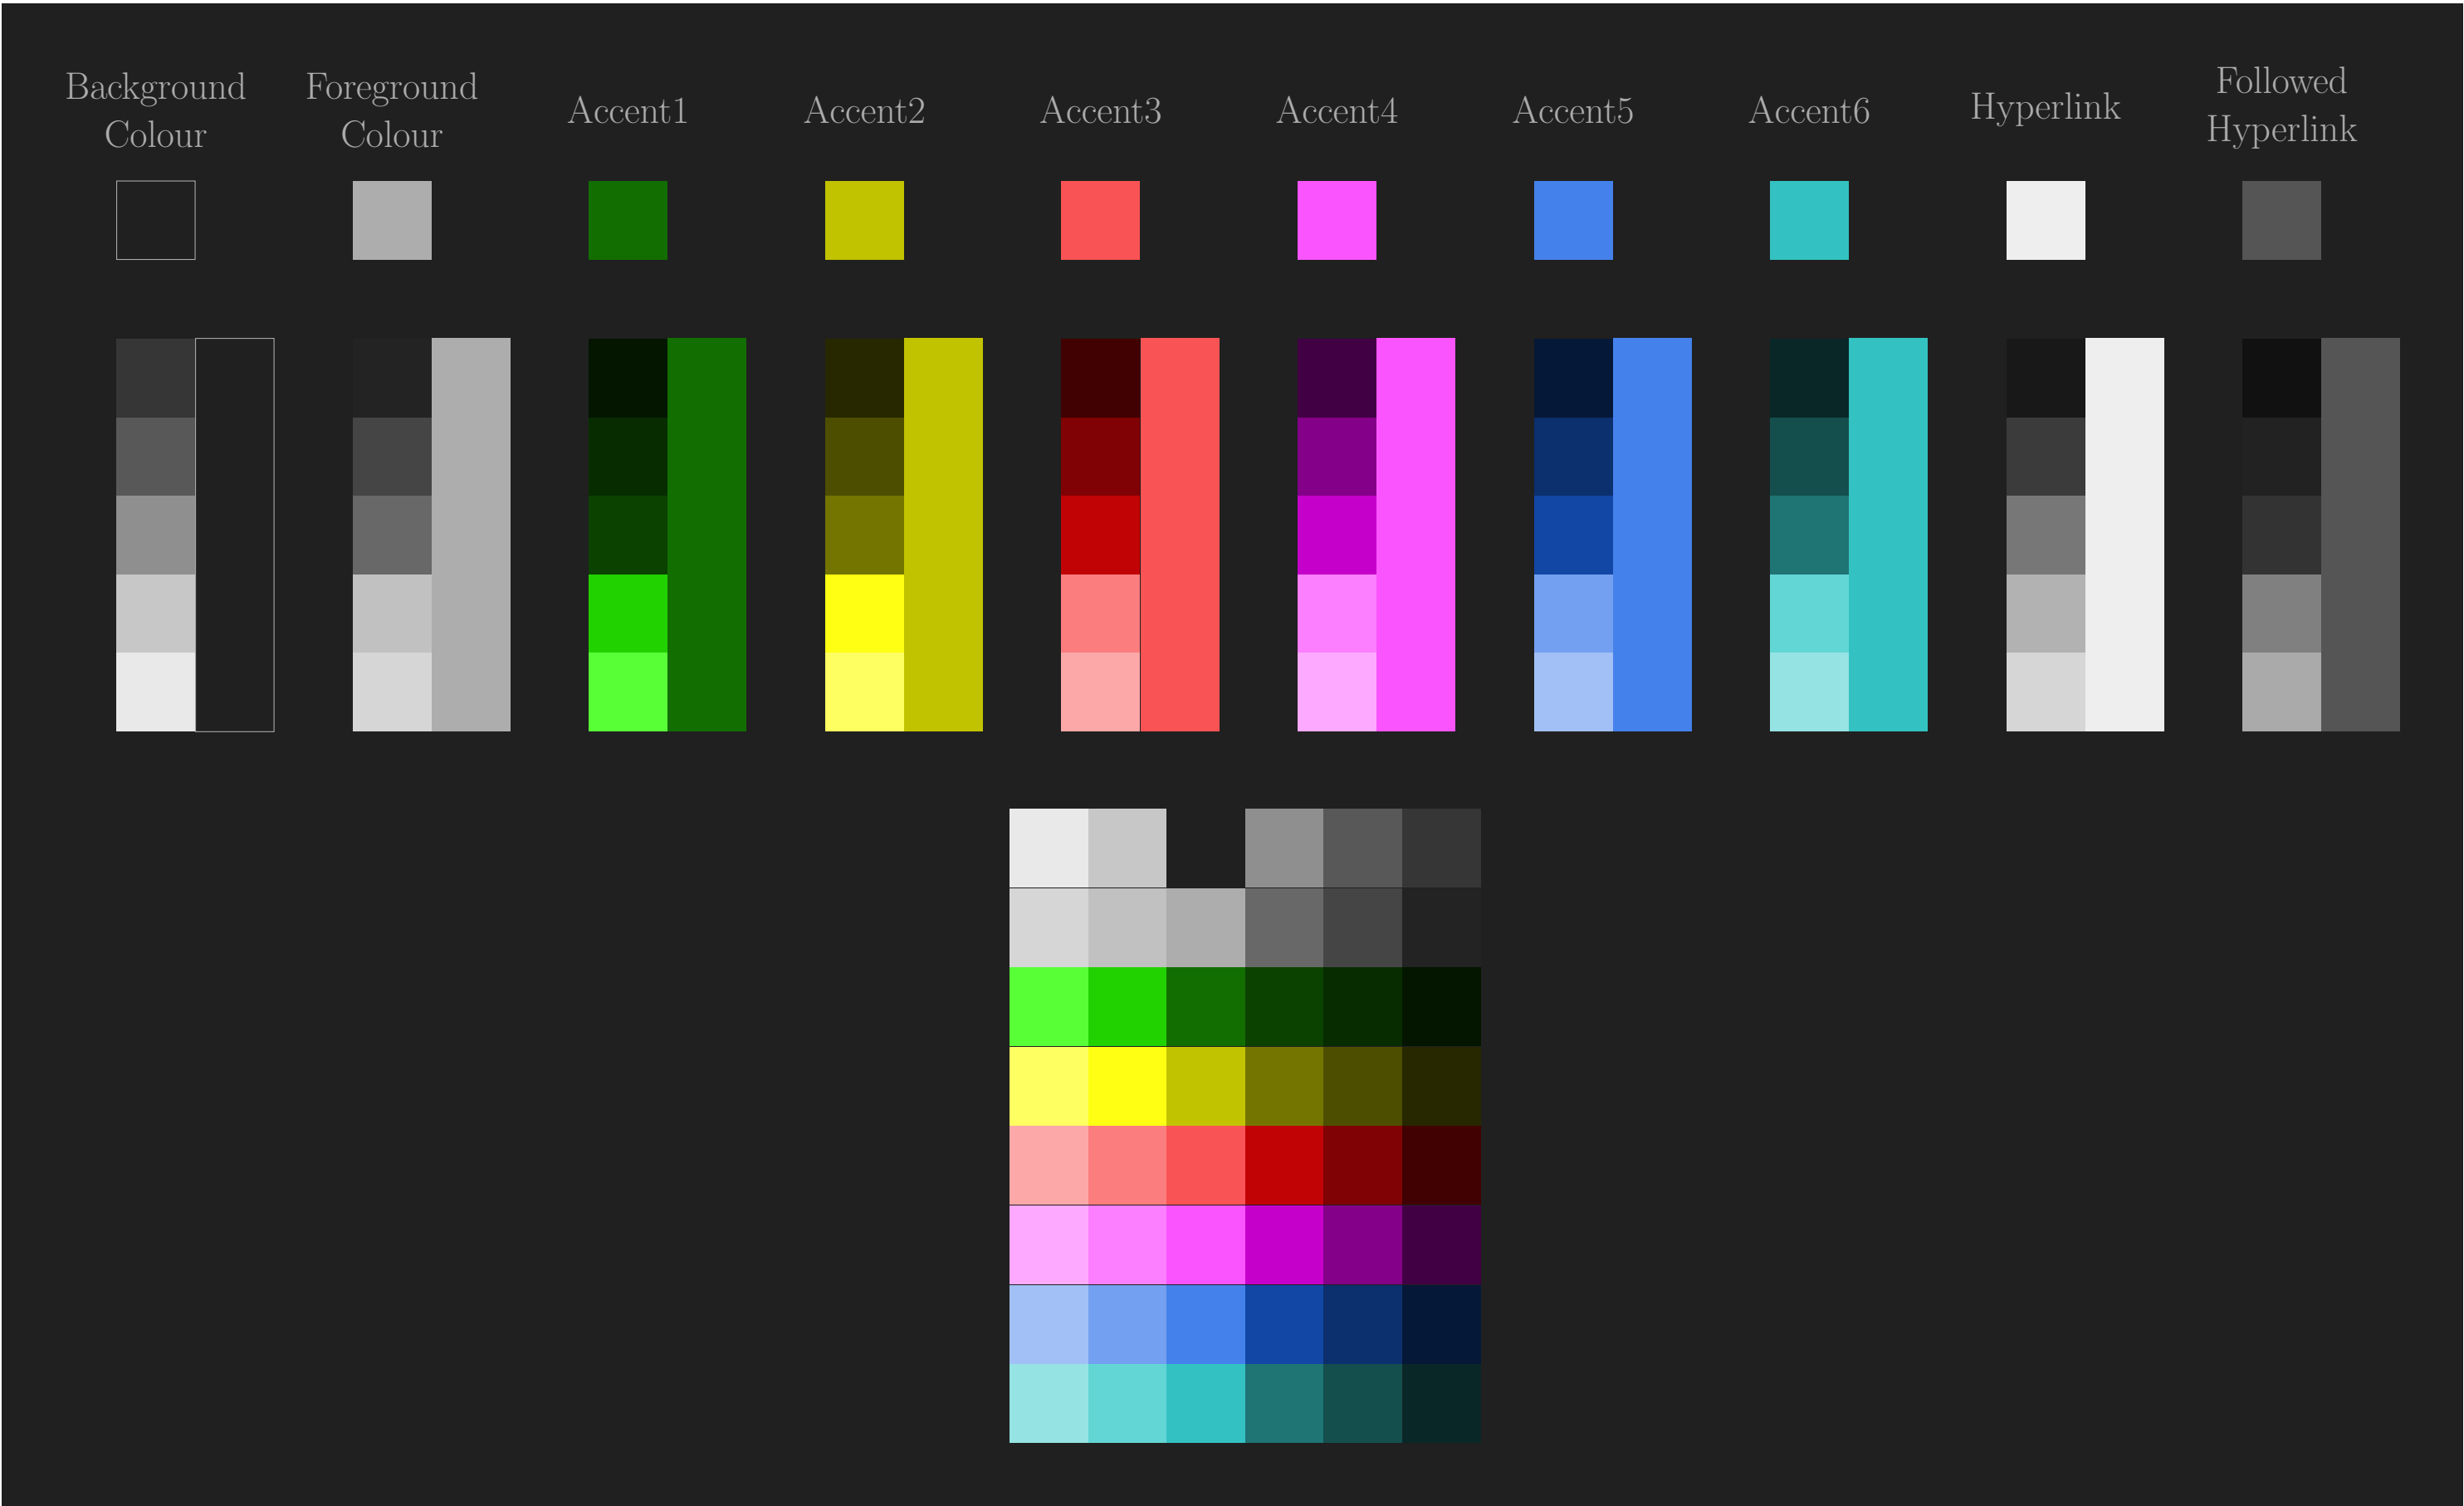 Background
Colour
Foreground
Colour
Accent1
Accent2
Accent3
Accent4
Accent5
Accent6
Hyperlink
Followed
Hyperlink